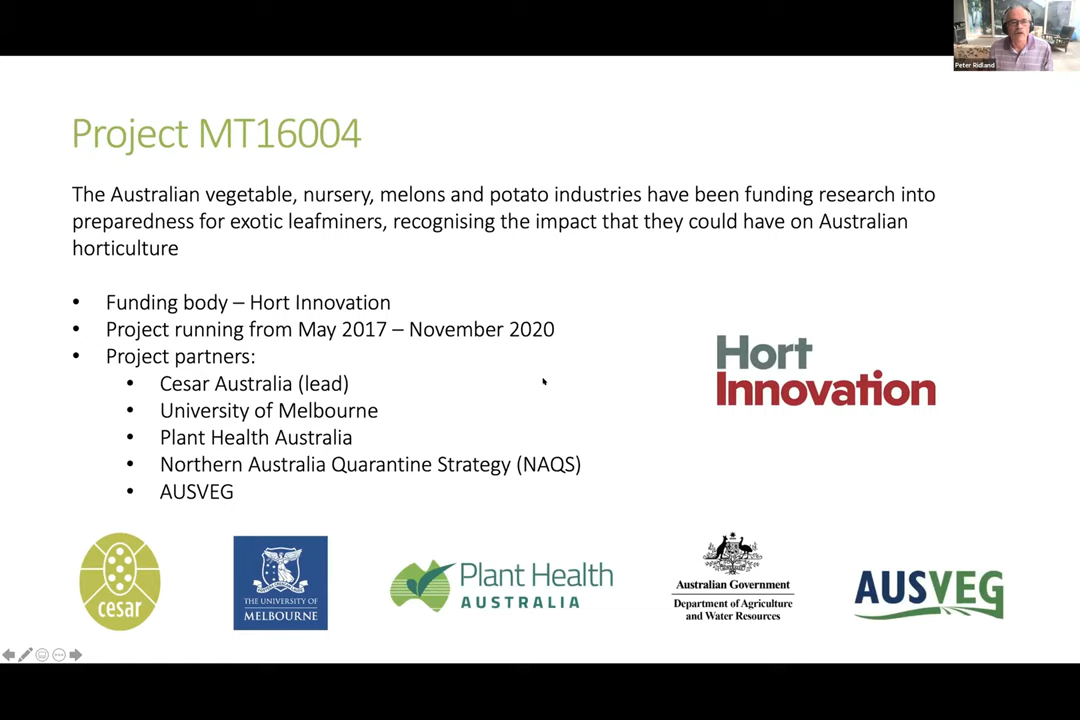 Peter Ridland
Project MT16004
The Australian vegetable, nursery, melons and potato industries have been funding research into
preparedness for exotic leafminers, recognising the impact that they could have on Australian
horticulture
• Funding body – Hort Innovation
• Project running from May 2017 – November 2020
• Project partners:
• Cesar Australia (lead)
• University of Melbourne
• Plant Health Australia
• Northern Australia Quarantine Strategy (NAQS)
• AUSVEG
Hort
Innovation
cesar
THE UNIVERSITY OF
MELBOURNE
Plant Health
AUSTRALIA
Australian Government
Department of Agriculture
and Water Resources
AUSVEG